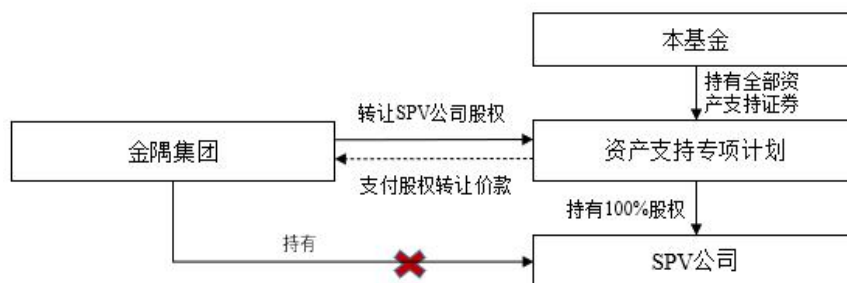 本基金
持有全部资
产支持证券
转让SPV公司股权
金隅集团
资产支持专项计划
支付股权转让价款
持有100%股权
持有
SPV公司